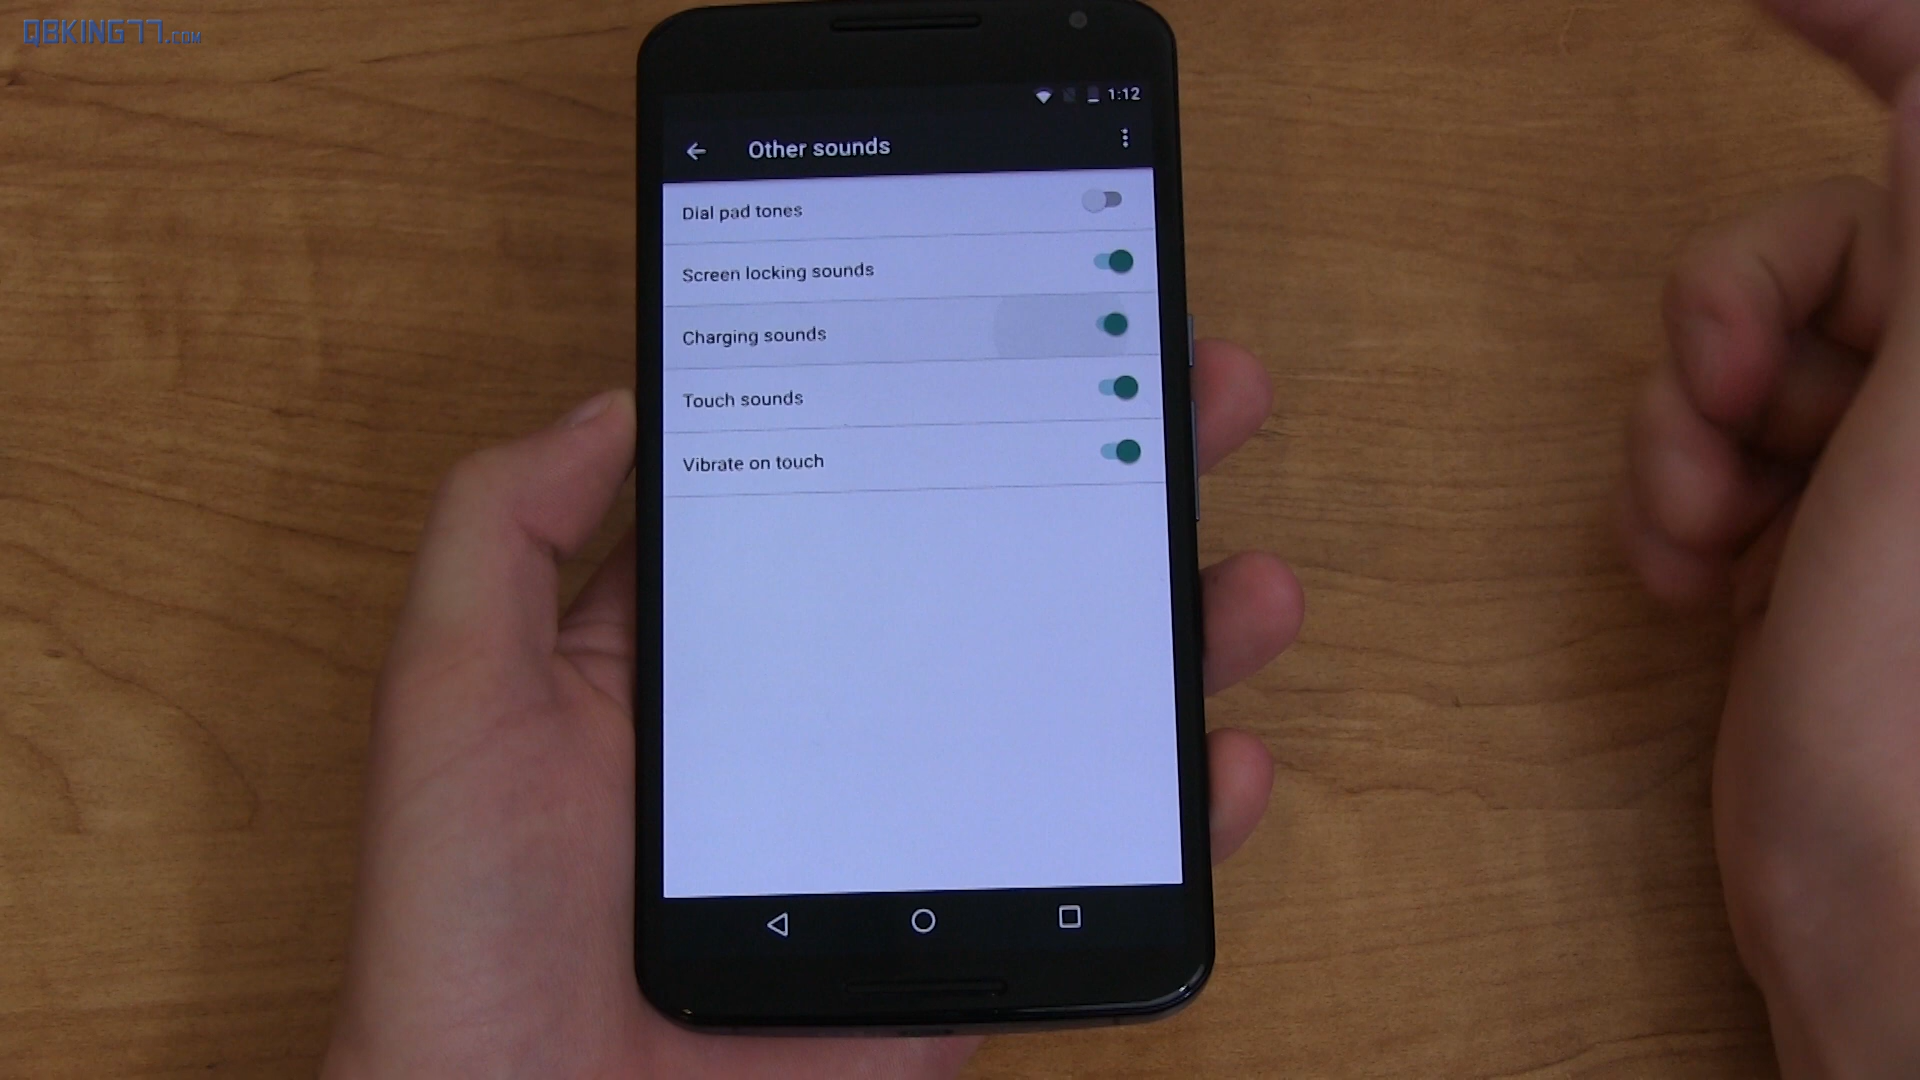 QBKING77.COM
1:12
Other sounds
Dial pad tones
Screen locking sounds
Charging sounds
Touch sounds
Vibrate on touch